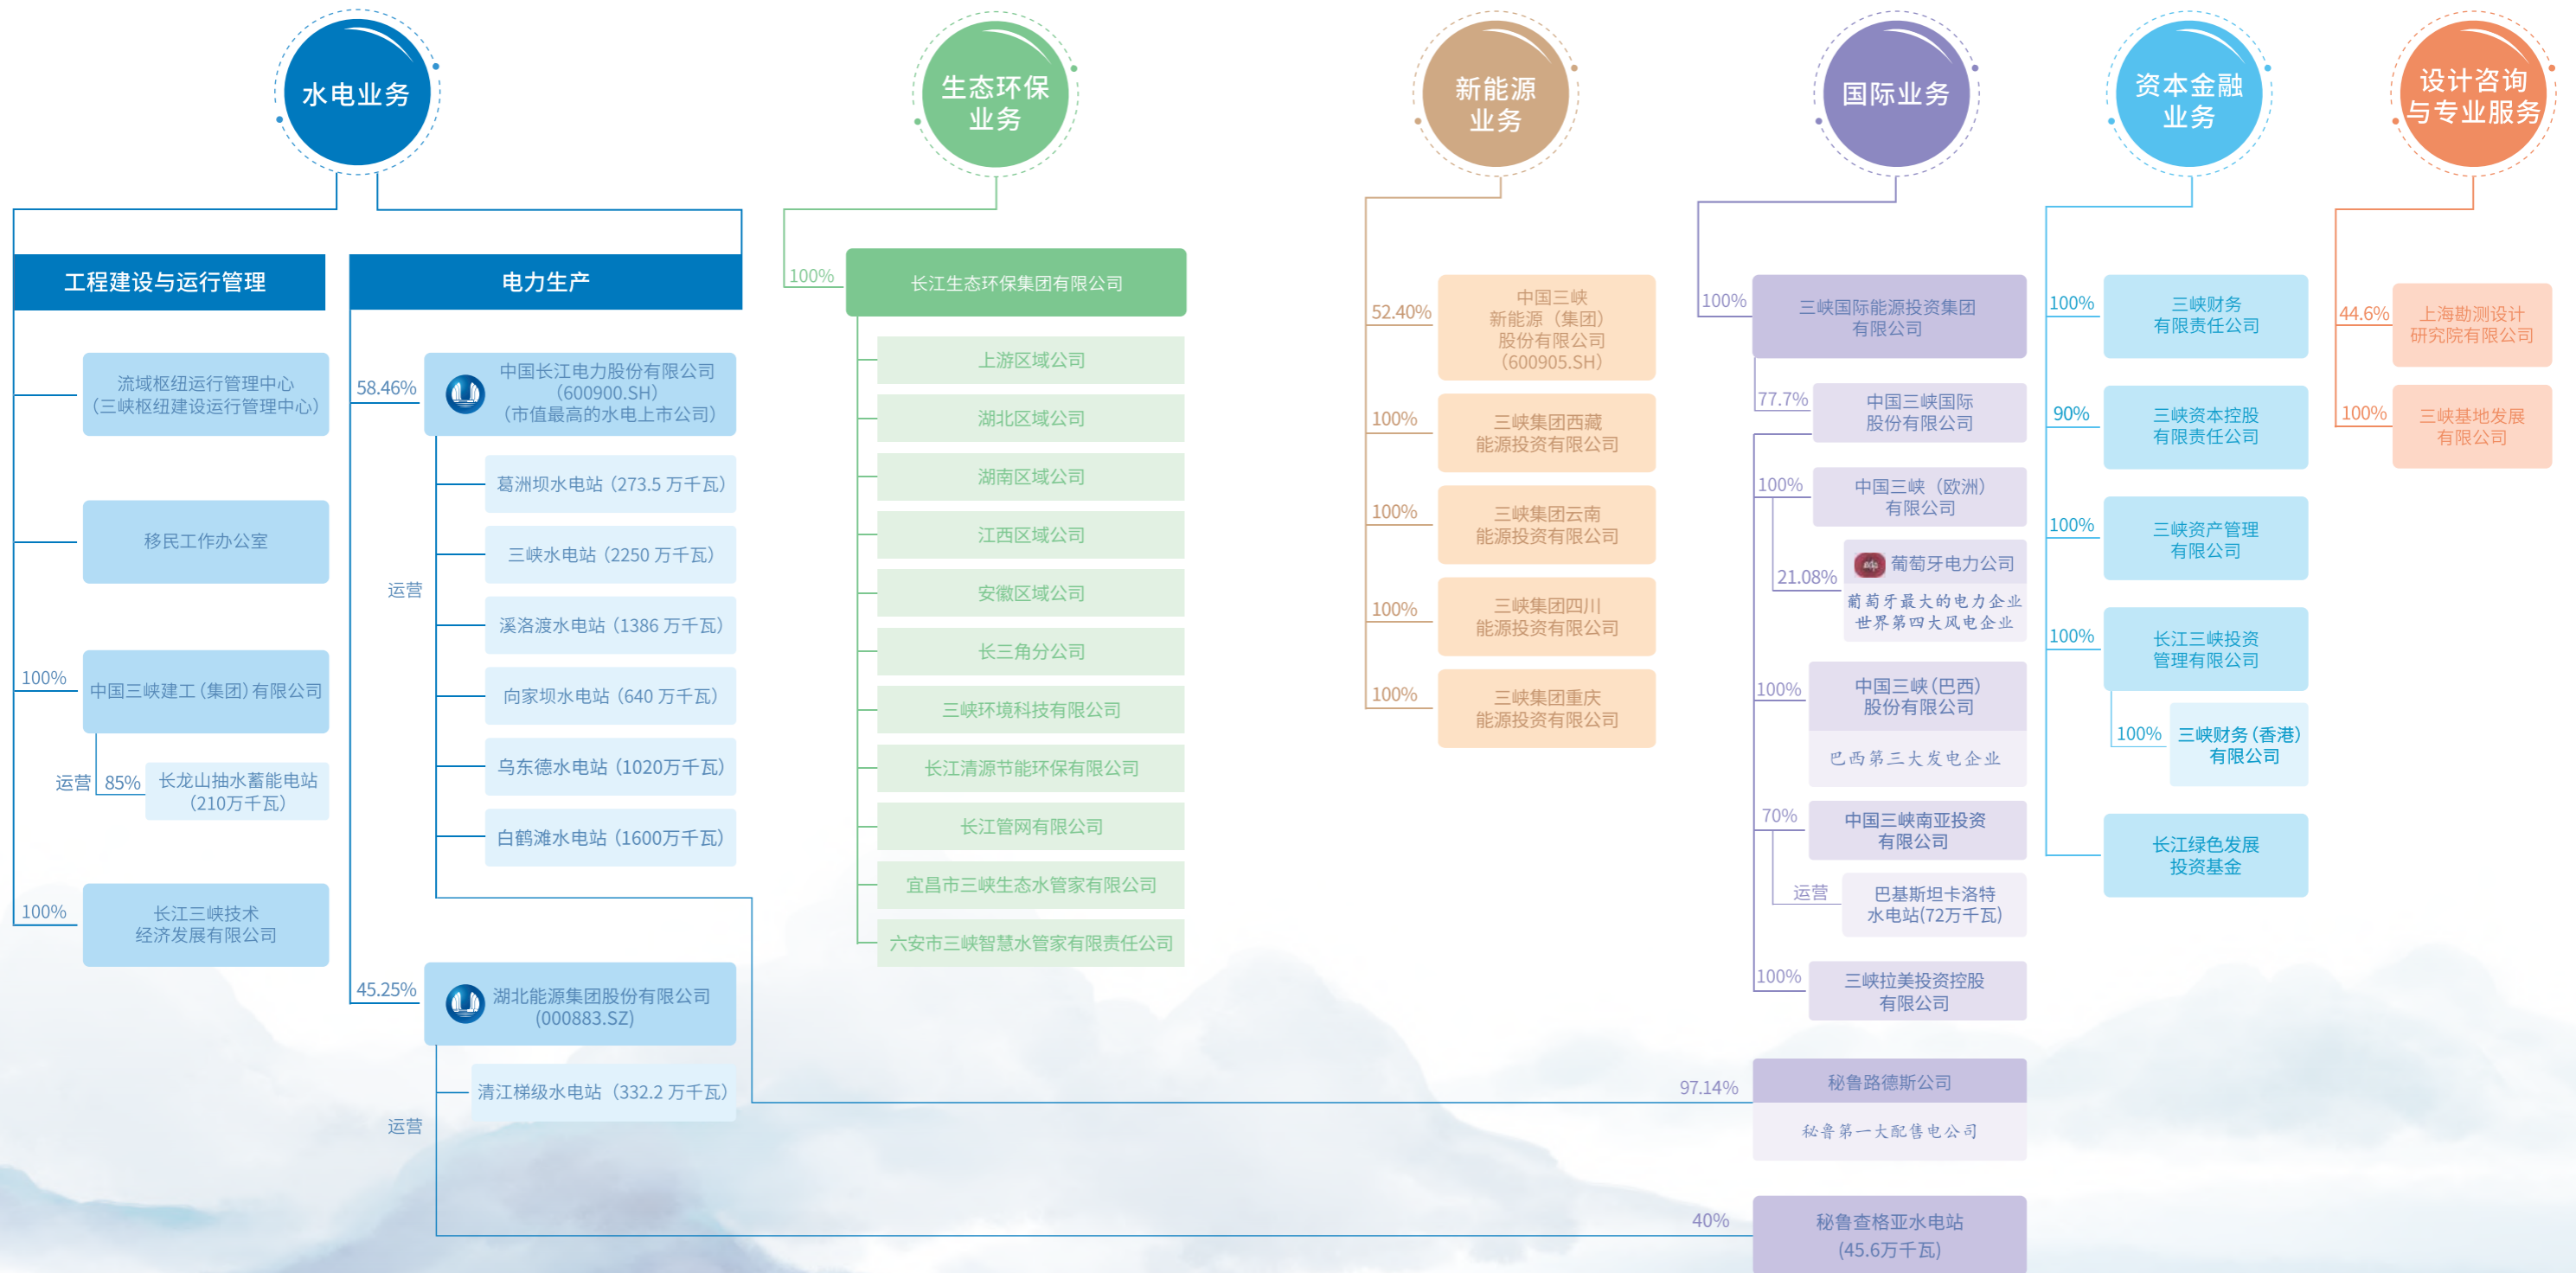 水电业务
工程建设与运行管理
流域枢纽运行管理中心
（三峡枢纽建设运行管理中心）
移民工作办公室
100%
中国三峡建工（集团）有限公司
运营
85%
长龙山抽水蓄能电站
（210万千瓦）
100%
长江三峡技术
经济发展有限公司
电力生产
58.46%
中国长江电力股份有限公司
（600900.SH）
（市值最高的水电上市公司）
运营
葛洲坝水电站（273.5 万千瓦）
三峡水电站（2250 万千瓦）
溪洛渡水电站（1386 万千瓦）
向家坝水电站（640 万千瓦）
乌东德水电站（1020万千瓦）
白鹤滩水电站（1600万千瓦）
45.25%
湖北能源集团股份有限公司
(000883.SZ)
运营
清江梯级水电站（332.2 万千瓦）
生态环保
业务
100%
长江生态环保集团有限公司
上游区域公司
湖北区域公司
湖南区域公司
江西区域公司
安徽区域公司
长三角分公司
三峡环境科技有限公司
长江清源节能环保有限公司
长江管网有限公司
宜昌市三峡生态水管家有限公司
六安市三峡智慧水管家有限责任公司
新能源
业务
52.40%
中国三峡
新能源（集团）
股份有限公司
（600905.SH）
100%
三峡集团西藏
能源投资有限公司
100%
三峡集团云南
能源投资有限公司
100%
三峡集团四川
能源投资有限公司
100%
三峡集团重庆
能源投资有限公司
国际业务
100%
三峡国际能源投资集团
有限公司
77.7%
中国三峡国际
股份有限公司
100%
中国三峡（欧洲）
有限公司
21.08%
葡萄牙电力公司
葡萄牙最大的电力企业
世界第四大风电企业
100%
中国三峡（巴西）
股份有限公司
巴西第三大发电企业
70%
中国三峡南亚投资
有限公司
运营
巴基斯坦卡洛特
水电站(72万千瓦)
100%
三峡拉美投资控股
有限公司
97.14%
秘鲁路德斯公司
秘鲁第一大配售电公司
40%
秘鲁查格亚水电站
(45.6万千瓦)
资本金融
业务
100%
三峡财务
有限责任公司
90%
三峡资本控股
有限责任公司
100%
三峡资产管理
有限公司
100%
长江三峡投资
管理有限公司
100%
三峡财务（香港）
有限公司
长江绿色发展
投资基金
设计咨询
与专业服务
44.6%
上海勘测设计
研究院有限公司
100%
三峡基地发展
有限公司